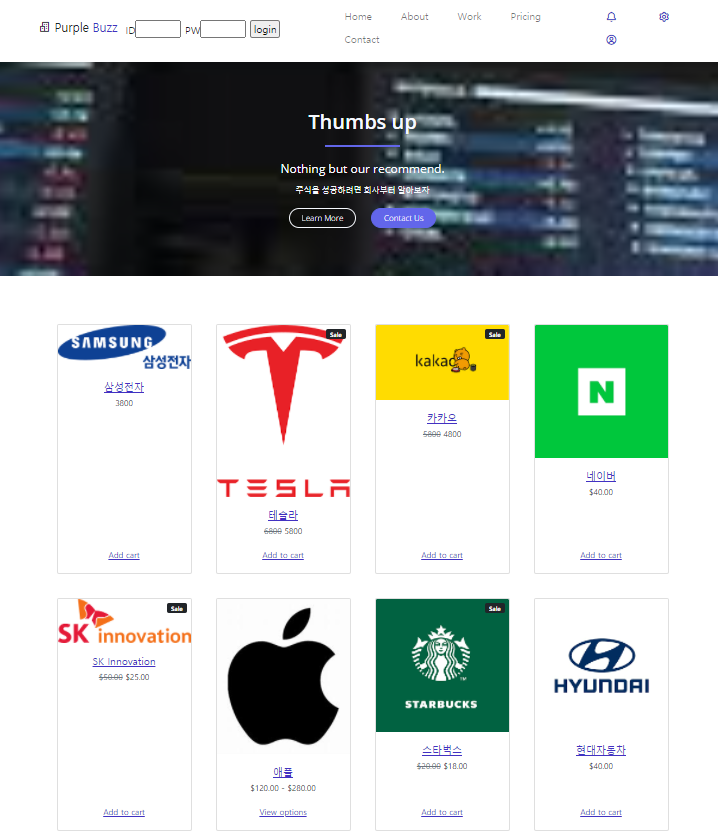 Purple Buzz ID PW login
Home About Work Pricing
Contact
Thumbs up
Nothing but our recommend.
주식을 성공하려면 회사부터 알아보자
Learn More Contact Us
SAMSUNG
삼성전자
삼성전자
3800
Add cart
Sale
TESLA
테슬라
6800 5800
Add to cart
Sale
kakao
카카오
5800 4800
Add to cart
N
네이버
$40.00
Add to cart
Sale
SK innovation
SK Innovation
$50.00 $25.00
Add to cart
애플
$120.00 - $280.00
View options
Sale
STARBUCKS
스타벅스
$20.00 $18.00
Add to cart
HYUNDAI
현대자동차
$40.00
Add to cart